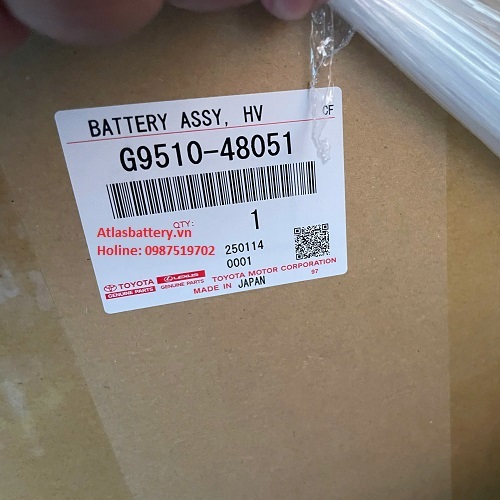 BATTERY ASSY, HV
CF
G9510-48051
Atlasbattery.vn
QTY:
1
Holine: 0987519702
250114
0001
TOYOTA
GENUINE PARTS
LEXUS
GENUINE PARTS
TOYOTA MOTOR CORPORATION
MADE IN JAPAN
97